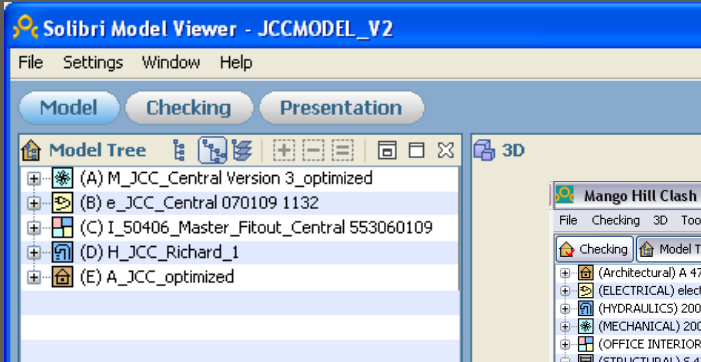 Solibri Model Viewer - JCCMODEL_V2
File Settings Window Help
Model Checking Presentation
Model Tree
(A) M_JCC_Central Version 3_optimized
(B) e_JCC_Central 070109 1132
(C) I_50406_Master_Fitout_Central 553060109
(D) H_JCC_Richard_1
(E) A_JCC_optimized
3D
Mango Hill Clash
File Checking 3D Too
Checking Model T
(Architectural) A 47
(ELECTRICAL) elect
(HYDRAULICS) 200
(MECHANICAL) 200
(OFFICE INTERIOR
(STRUCTURAL) S 4